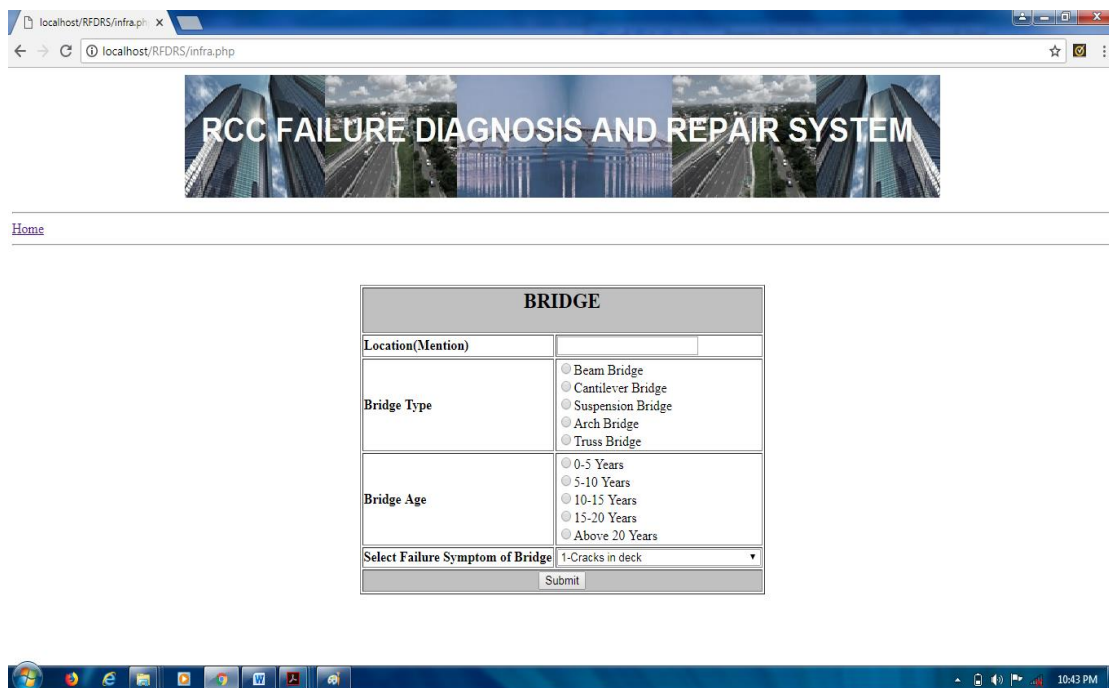 localhost/RFDRS/infra.ph
localhost/RFDRS/infra.php
RCC FAILURE DIAGNOSIS AND REPAIR SYSTEM
Home
BRIDGE
Location(Mention)
Bridge Type
Beam Bridge
Cantilever Bridge
Suspension Bridge
Arch Bridge
Truss Bridge
Bridge Age
0-5 Years
5-10 Years
10-15 Years
15-20 Years
Above 20 Years
Select Failure Symptom of Bridge 1-Cracks in deck
Submit
10:43 PM